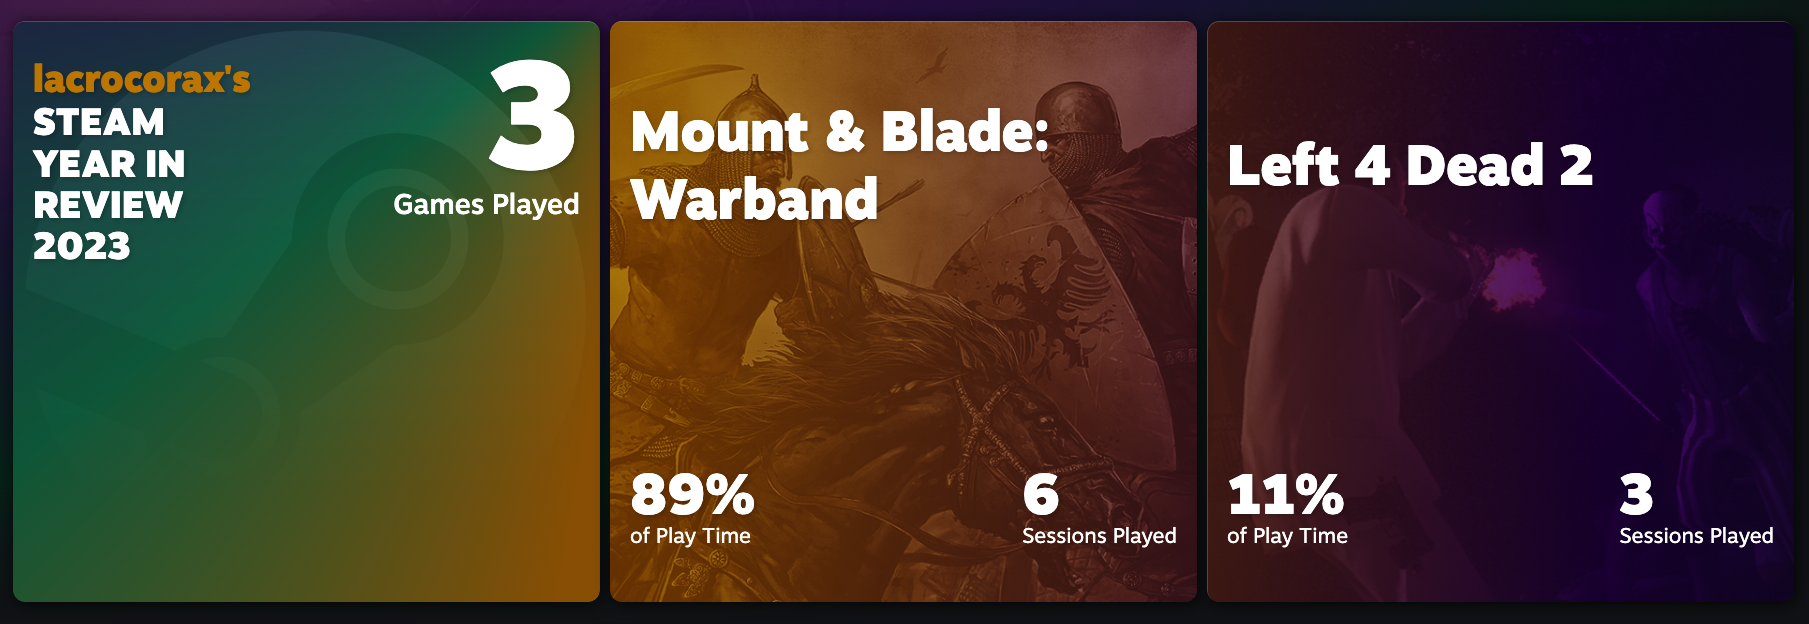 lacrocorax's
STEAM
YEAR IN
REVIEW
2023
3
Games Played
Mount & Blade:
Warband
89%
of Play Time
6
Sessions Played
Left 4 Dead 2
11%
of Play Time
3
Sessions Played